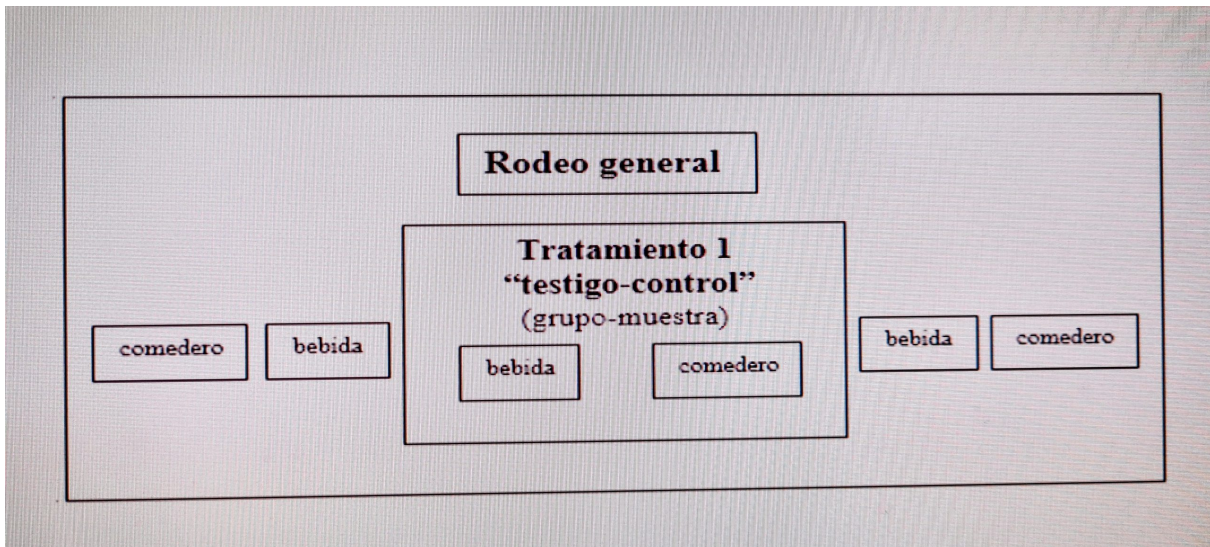 Rodeo general
Tratamiento 1
“testigo-control”
(grupo-muestra)
comedero
bebida
bebida
comedero
bebida
comedero